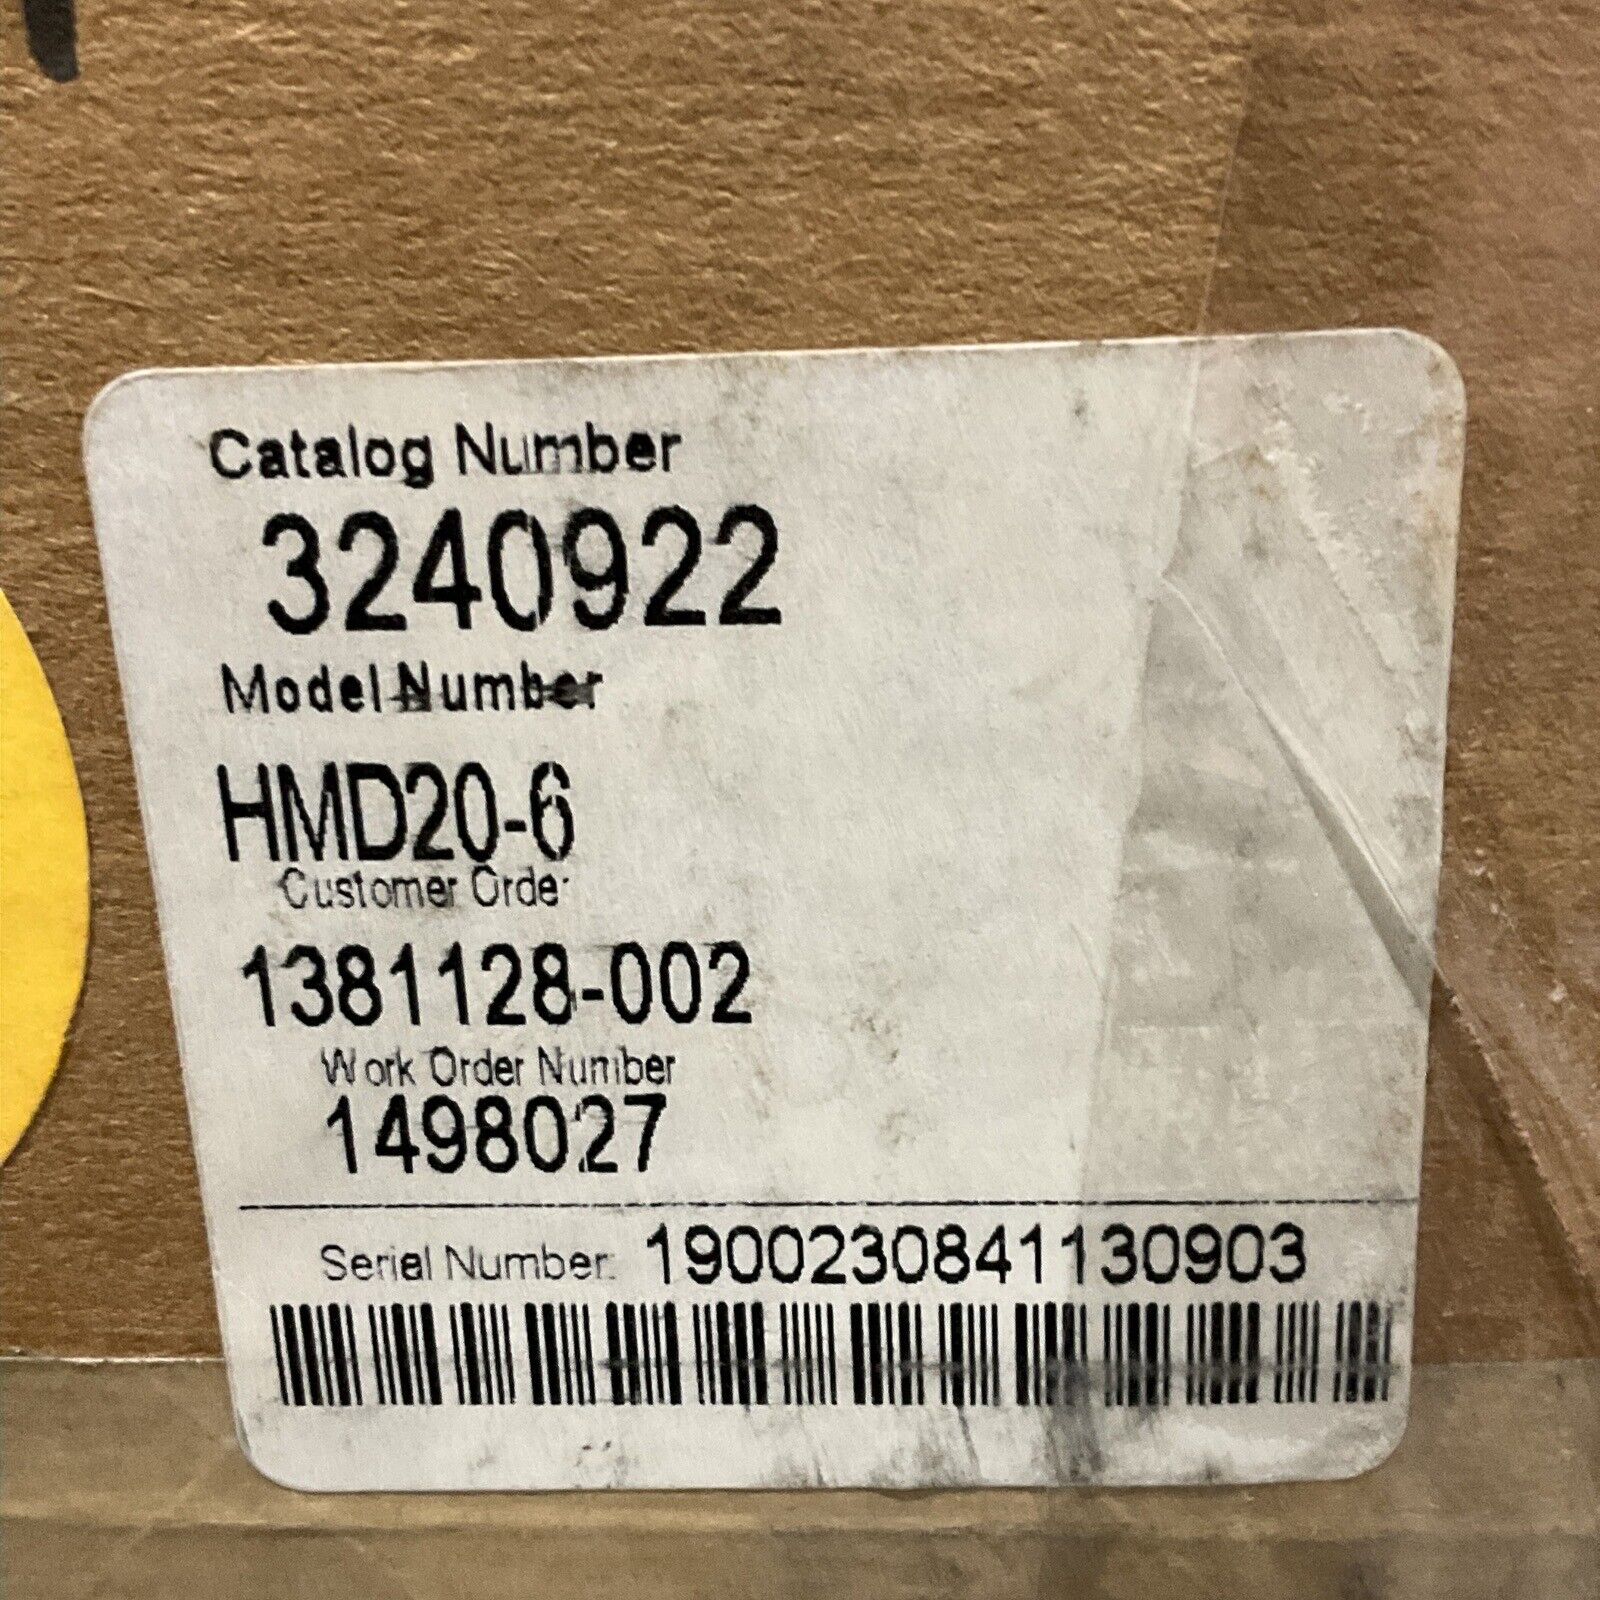 Catalog Number
3240922
Model Number
HMD20-6
Customer Order
1381128-002
Work Order Number
1498027
Serial Number: 1900230841130903